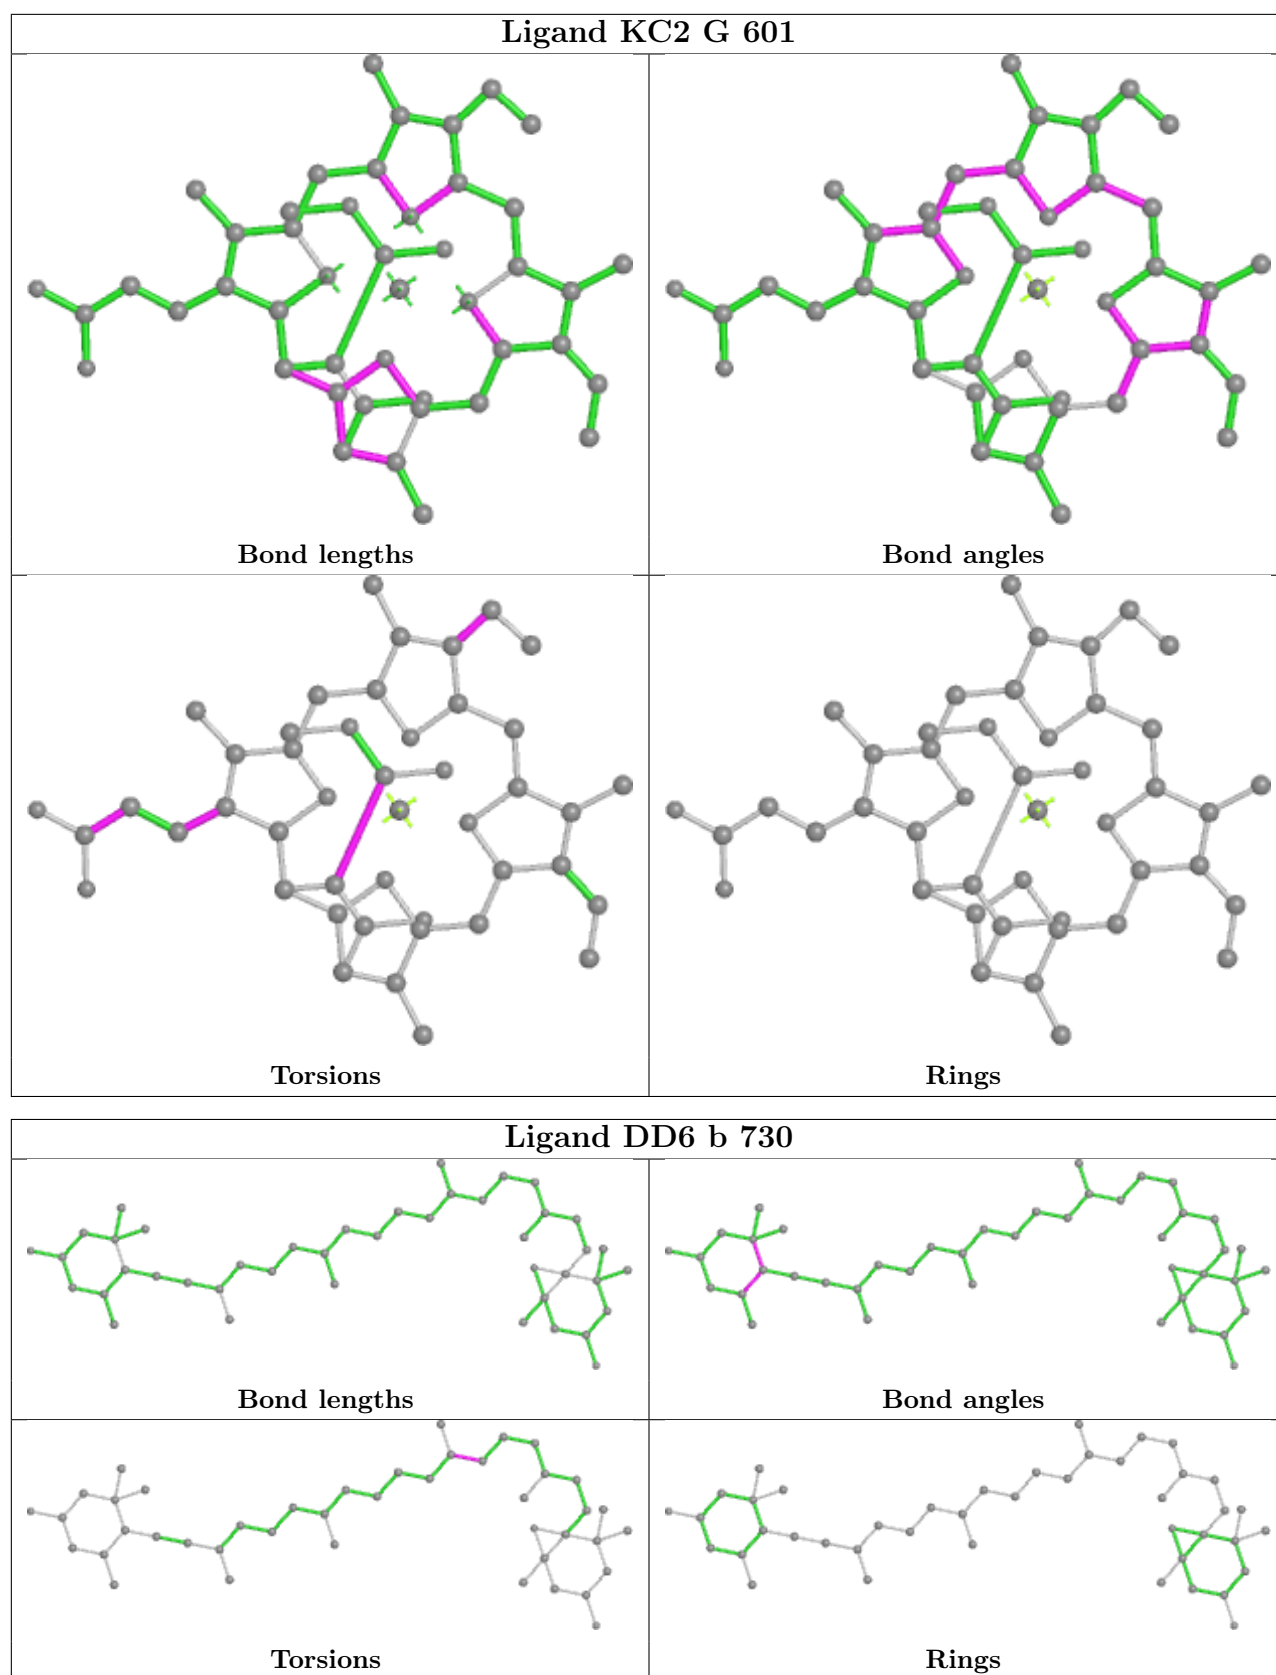 Ligand KC2 G 601
Bond lengths
Bond angles
Torsions
Rings
Ligand DD6 b 730
Bond lengths
Bond angles
Torsions
Rings